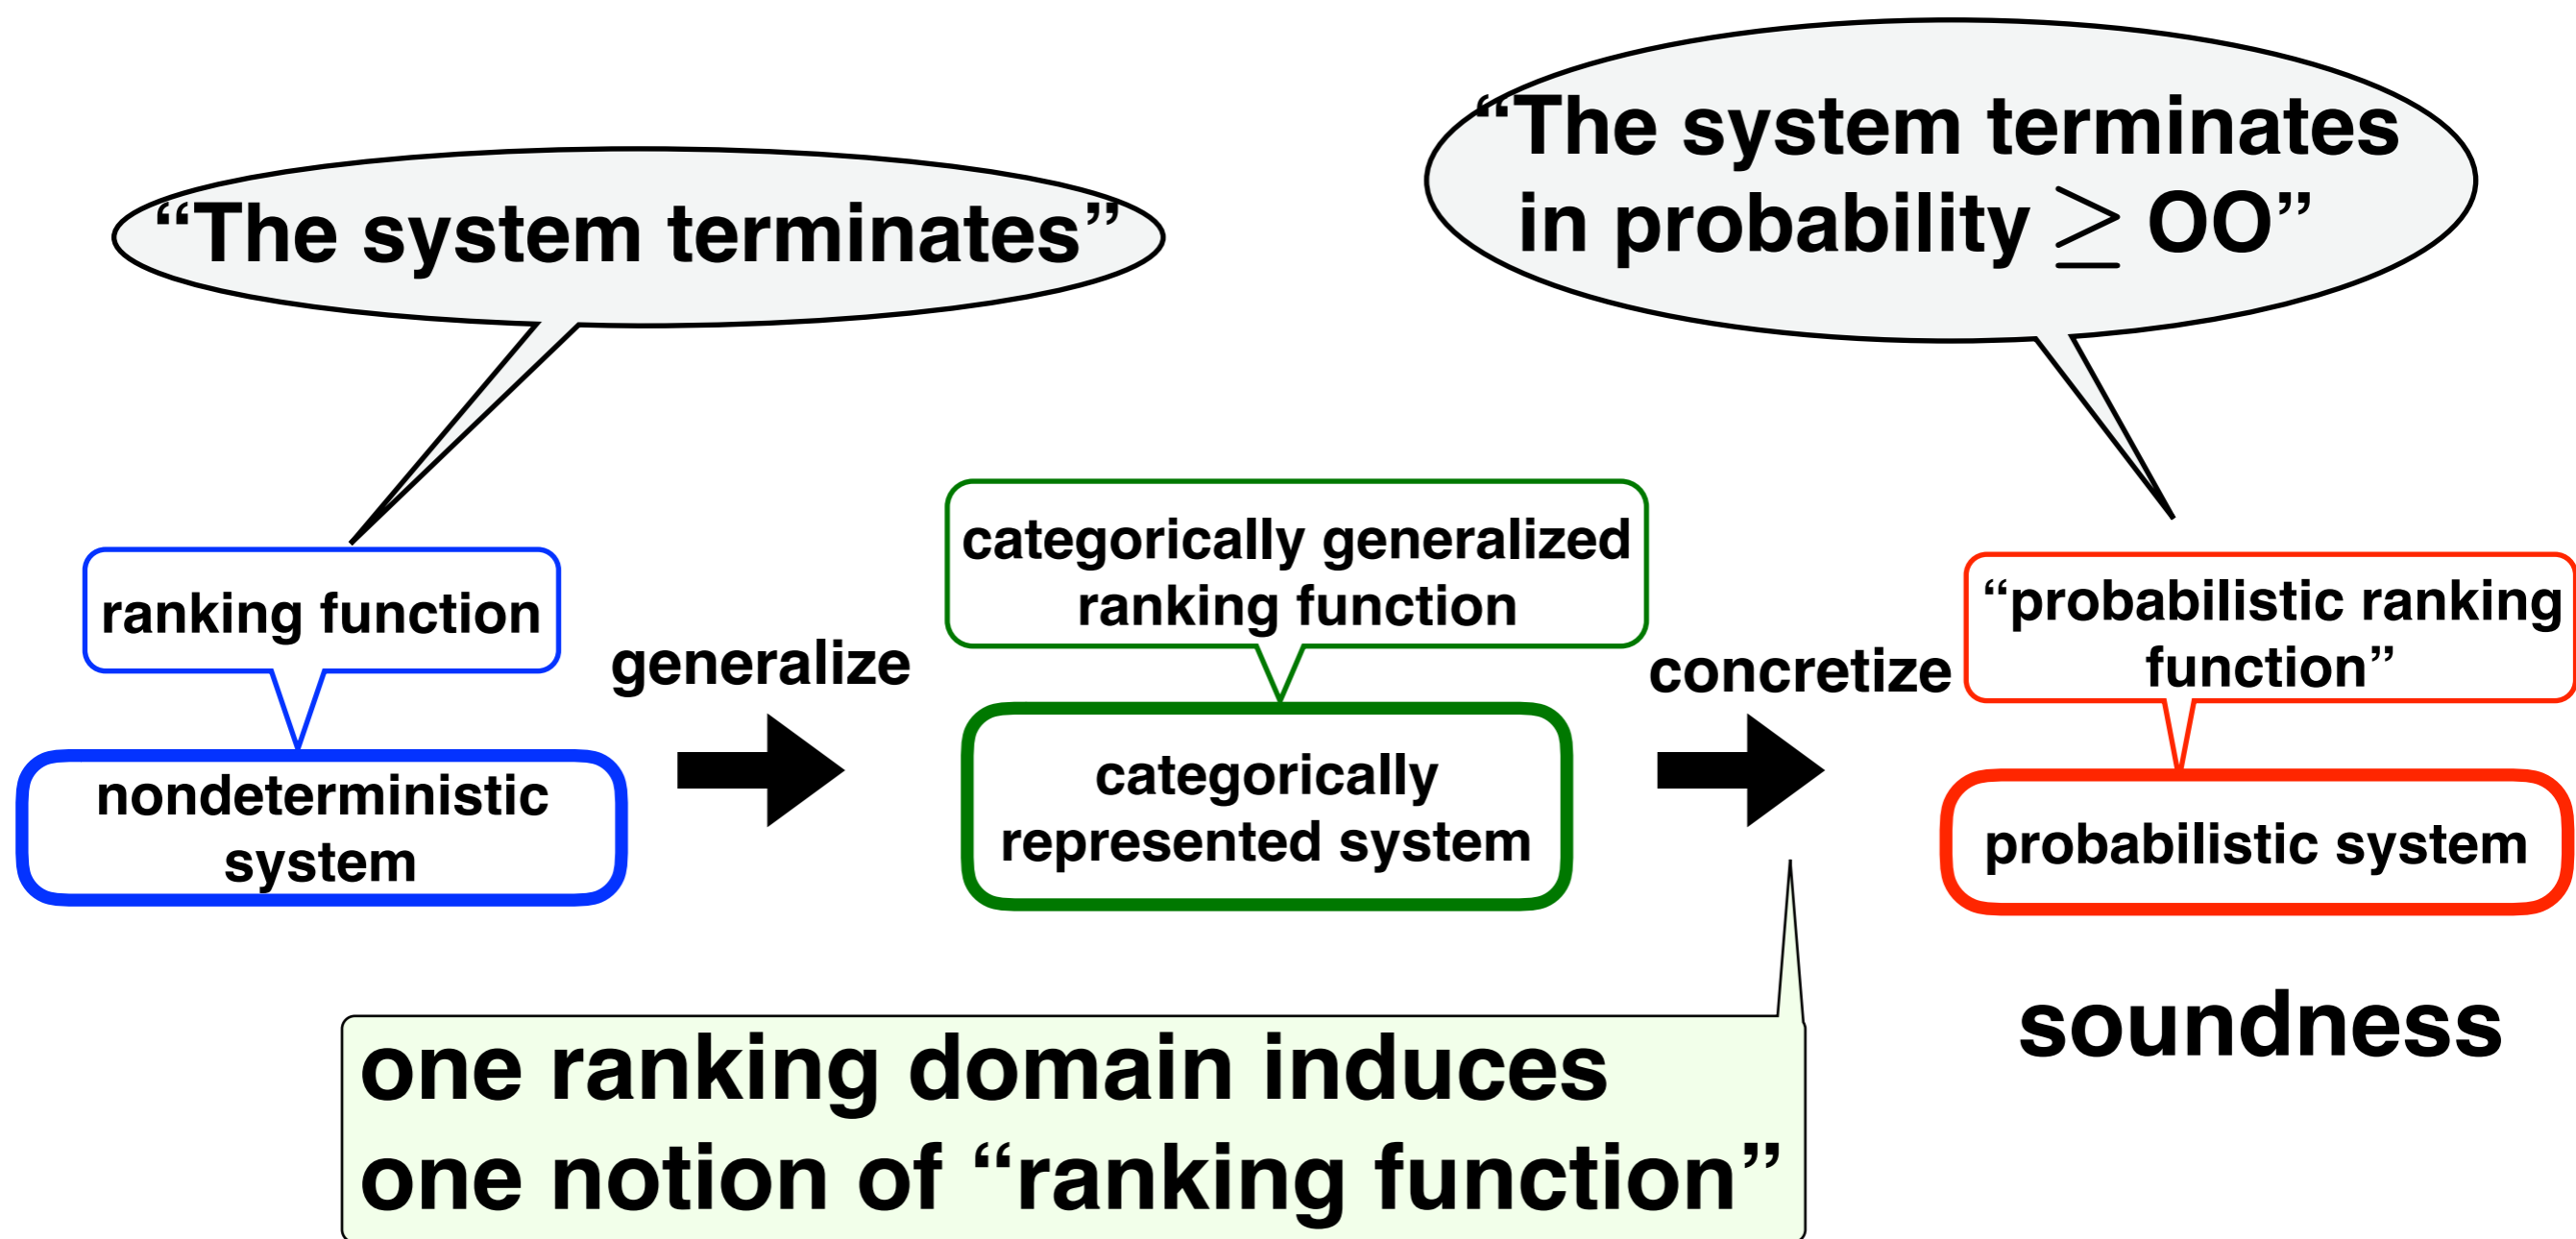 “The system terminates”
“The system terminates
in probability ≥ OO”
ranking function
nondeterministic
system
generalize
categorically generalized
ranking function
categorically
represented system
concretize
“probabilistic ranking
function”
probabilistic system
one ranking domain induces
one notion of “ranking function”
soundness